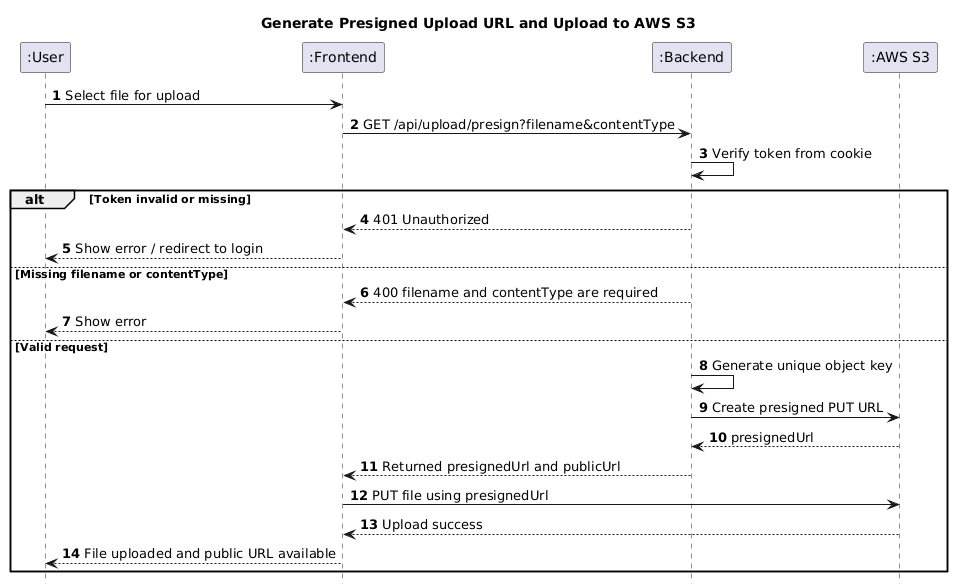 Generate Presigned Upload URL and Upload to AWS S3
:User
:Frontend
:Backend
:AWS S3
1 Select file for upload
2 GET /api/upload/presign?filename&contentType
3 Verify token from cookie
alt
[Token invalid or missing]
4 401 Unauthorized
5 Show error / redirect to login
[Missing filename or contentType]
6 400 filename and contentType are required
7 Show error
[Valid request]
8 Generate unique object key
9 Create presigned PUT URL
10 presignedUrl
11 Returned presignedUrl and publicUrl
12 PUT file using presignedUrl
13 Upload success
14 File uploaded and public URL available